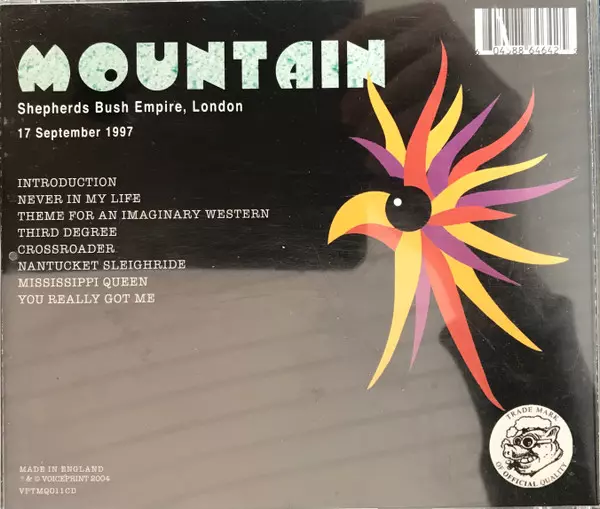 MOUNTAIN
Shepherds Bush Empire, London
17 September 1997
INTRODUCTION
NEVER IN MY LIFE
THEME FOR AN IMAGINARY WESTERN
THIRD DEGREE
CROSSROADER
NANTUCKET SLEIGHRIDE
MISSISSIPPI QUEEN
YOU REALLY GOT ME
TRADE MARK
OF OFFICIAL QUALITY
MADE IN ENGLAND
℗ & © VOICEPRINT 2004
VPTMQ011CD